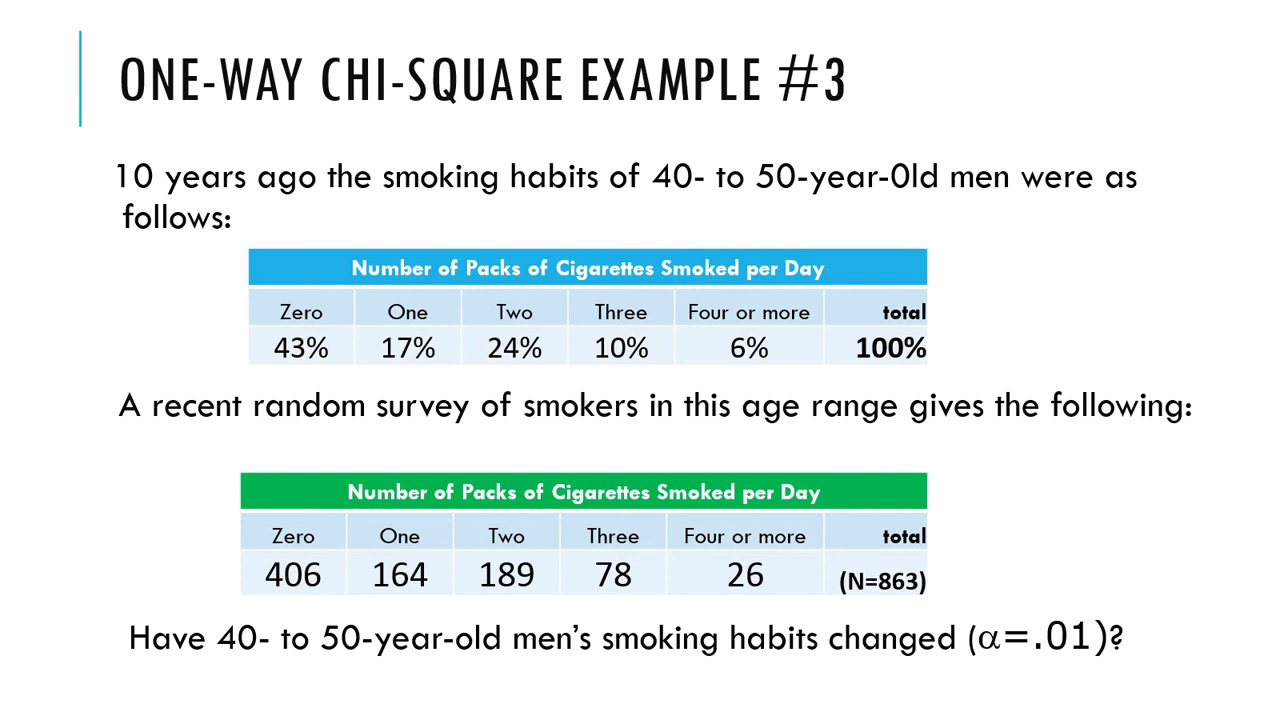 ONE-WAY CHI-SQUARE EXAMPLE #3
10 years ago the smoking habits of 40- to 50-year-0ld men were as
follows:
Number of Packs of Cigarettes Smoked per Day
Zero One Two Three Four or more total
43% 17% 24% 10% 6% 100%
A recent random survey of smokers in this age range gives the following:
Number of Packs of Cigarettes Smoked per Day
Zero One Two Three Four or more total
406 164 189 78 26 (N=863)
Have 40- to 50-year-old men’s smoking habits changed (α=.01)?